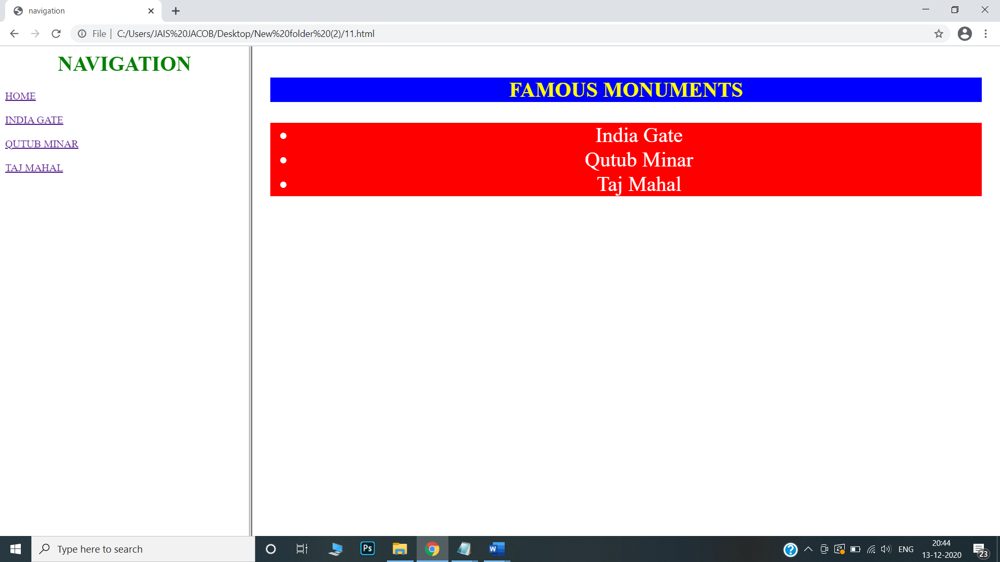 navigation
File | C:/Users/JAIS%20JACOB/Desktop/New%20folder%20(2)/11.html
NAVIGATION
HOME
INDIA GATE
QUTUB MINAR
TAJ MAHAL
FAMOUS MONUMENTS
• India Gate
• Qutub Minar
• Taj Mahal
Type here to search
Ps
W
?
ENG
20:44
13-12-2020
23